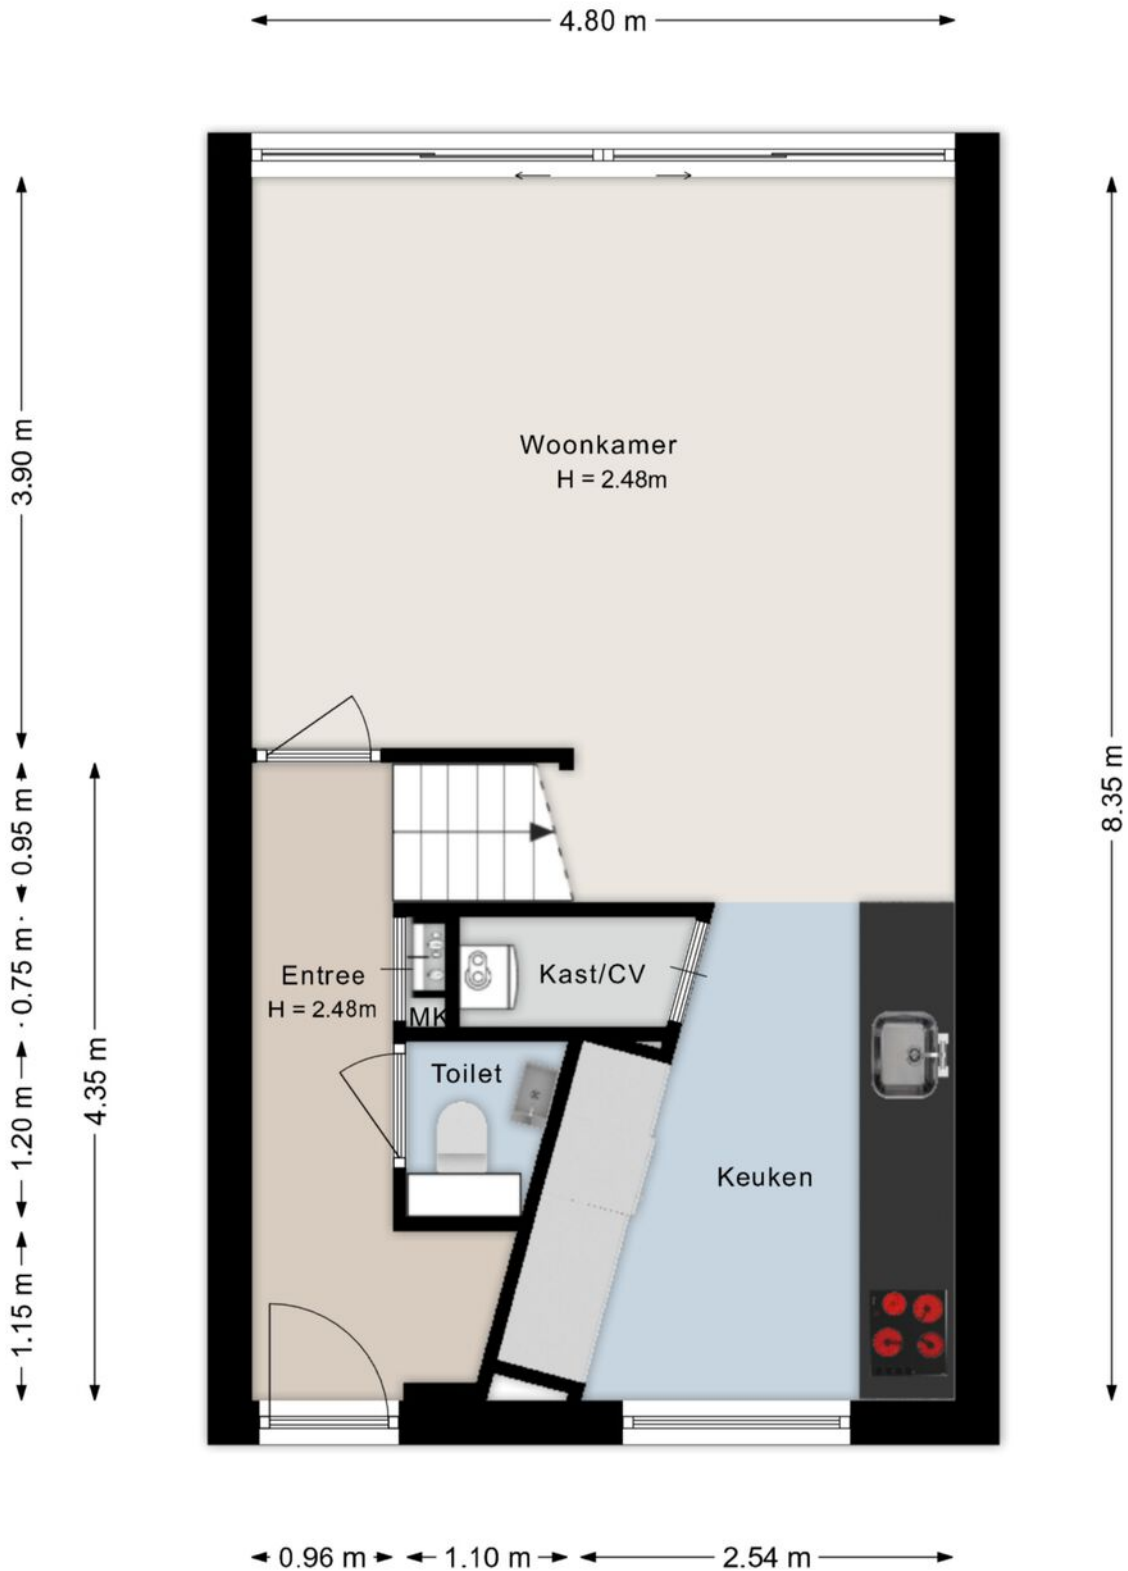 4.80 m
Woonkamer
H = 2.48m
3.90 m
8.35 m
0.95 m
0.75 m
1.20 m
1.15 m
4.35 m
Entree
H = 2.48m
MK
Kast/CV
Toilet
Keuken
0.96 m
1.10 m
2.54 m